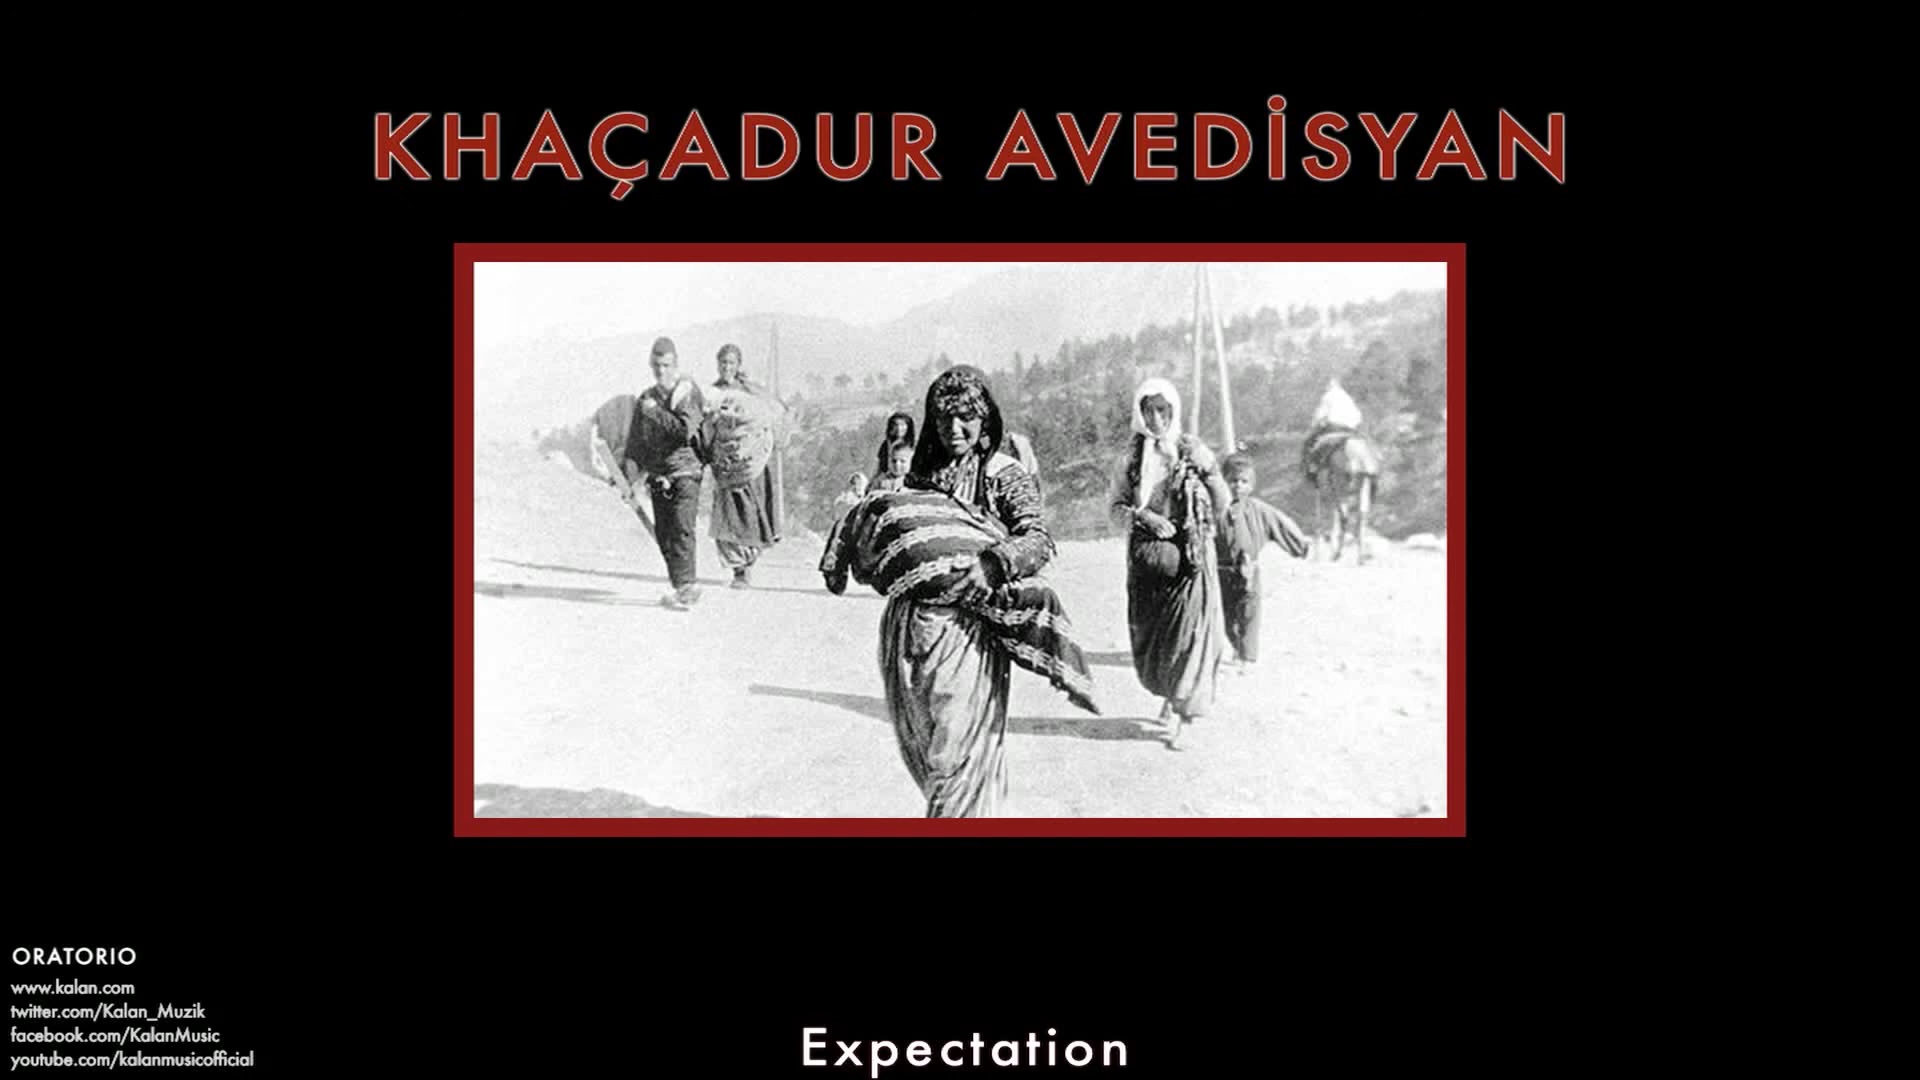 KHAÇADUR AVEDİSYAN
ORATORIO
www.kalan.com
twitter.com/Kalan_Muzik
facebook.com/KalanMusic
youtube.com/kalanmusicofficial
Expectation